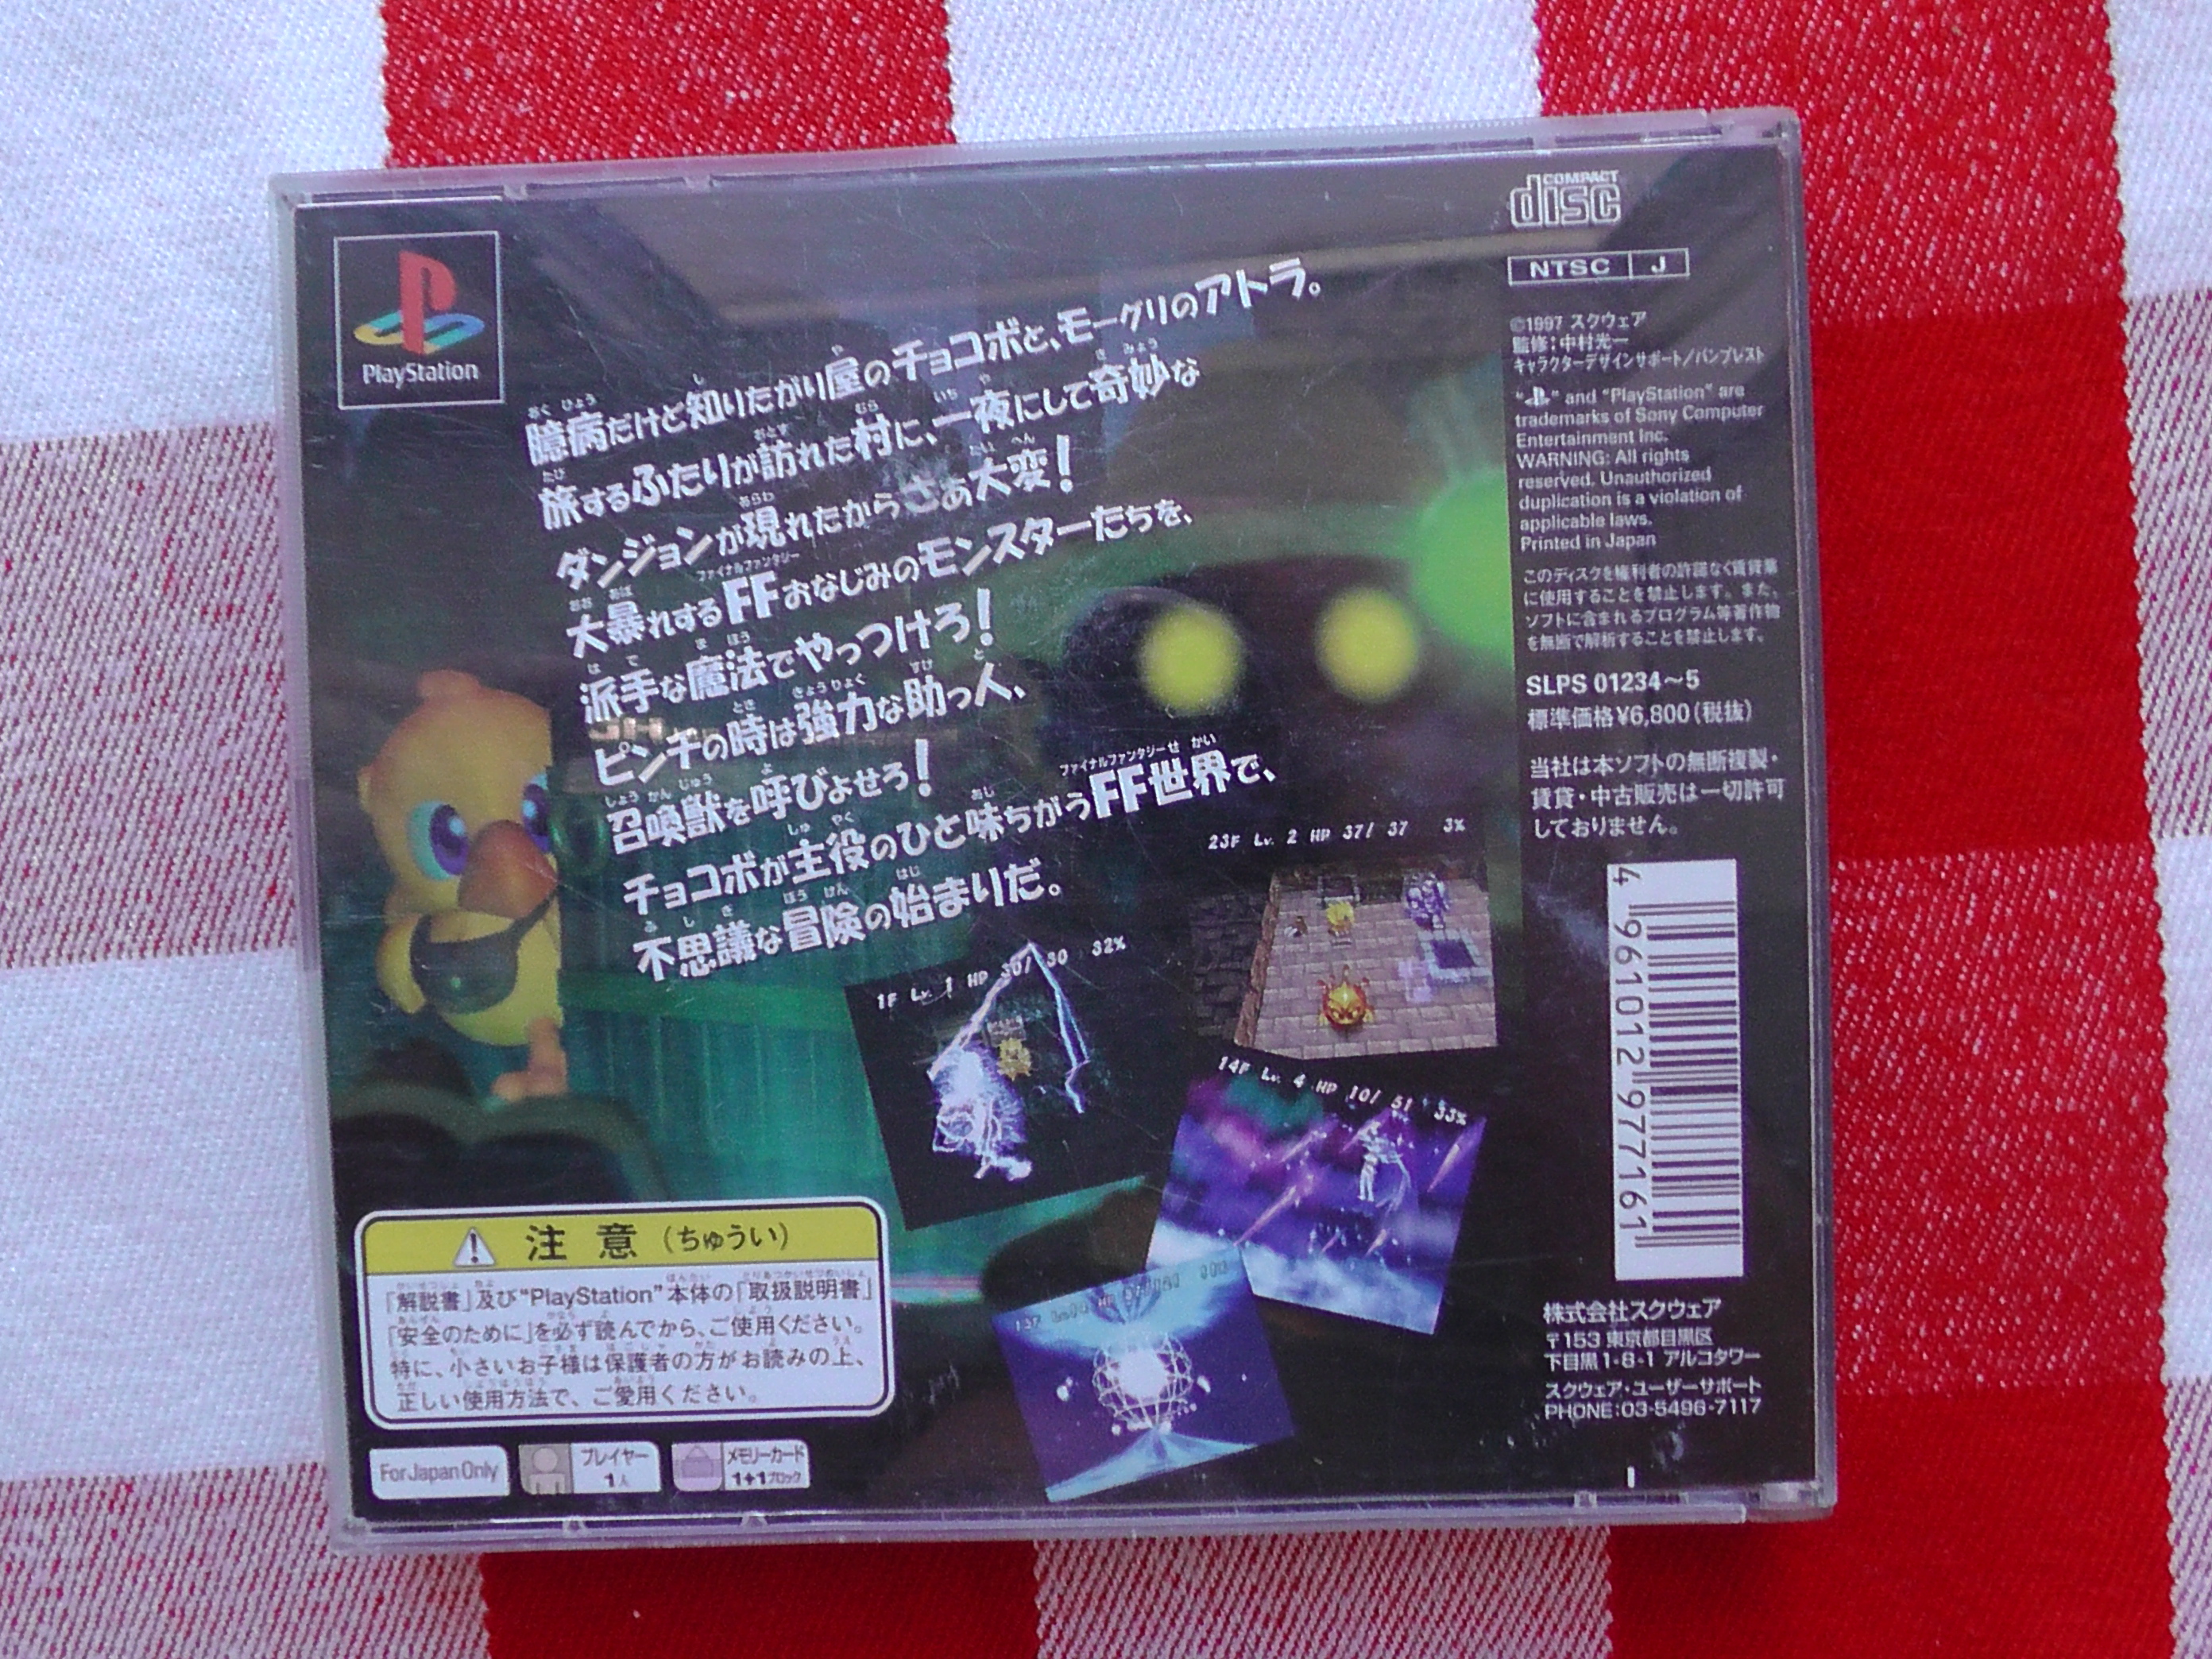 PlayStation
臆病だけど知りたがり屋のチョコボと、モーグリのアトラ。
旅するふたりが訪れた村に、一夜にして奇妙な
ダンジョンが現れたからさあ大変！
大暴れするFFおなじみのモンスターたちを、
派手な魔法でやっつけろ！
ピンチの時は強力な助っ人、
召喚獣を呼びよせろ！
チョコボが主役のひと味ちがうFF世界で、
不思議な冒険の始まりだ。
23F Lv. 2 HP 37/ 37 3%
1F Lv. 1 HP 30/ 30 32%
14F Lv. 4 HP 10/ 51 33%
注意（ちゅうい）
「解説書」及び“PlayStation”本体の「取扱説明書」
「安全のために」を必ず読んでから、ご使用ください。
特に、小さいお子様は保護者の方がお読みの上、
正しい使用方法で、ご愛用ください。
For Japan Only
プレイヤー
1人
メモリーカード
1+1ブロック
COMPACT
disc
NTSC J
©1997 スクウェア
監修：中村光一
キャラクターデザインサポート／バンプレスト
“ ” and “PlayStation” are
trademarks of Sony Computer
Entertainment Inc.
WARNING: All rights
reserved. Unauthorized
duplication is a violation of
applicable laws.
Printed in Japan
このディスクを権利者の許諾なく賃貸業
に使用することを禁止します。また、
ソフトに含まれるプログラム等著作物
を無断で解析することを禁止します。
SLPS 01234～5
標準価格¥6,800（税抜）
当社は本ソフトの無断複製・
賃貸・中古販売は一切許可
しておりません。
4961012977161
株式会社スクウェア
〒153 東京都目黒区
下目黒1-8-1 アルコタワー
スクウェア・ユーザーサポート
PHONE:03-5496-7117